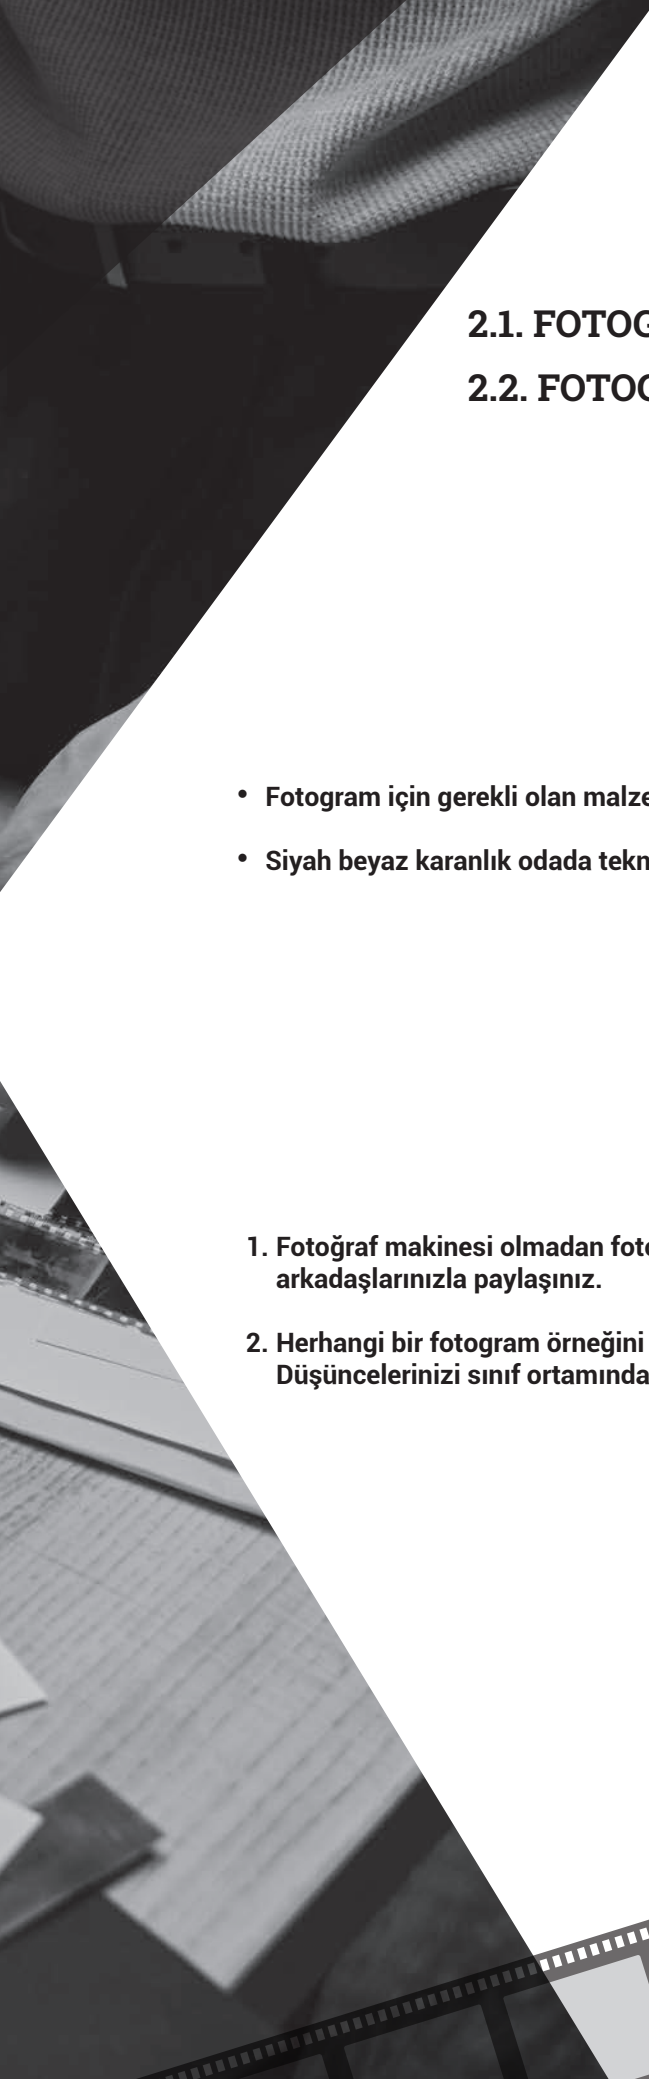 2.1. FOTOG
2.2. FOTOG
• Fotogram için gerekli olan malze
• Siyah beyaz karanlık odada tekn
1. Fotoğraf makinesi olmadan foto
arkadaşlarınızla paylaşınız.
2. Herhangi bir fotogram örneğini
Düşüncelerinizi sınıf ortamında